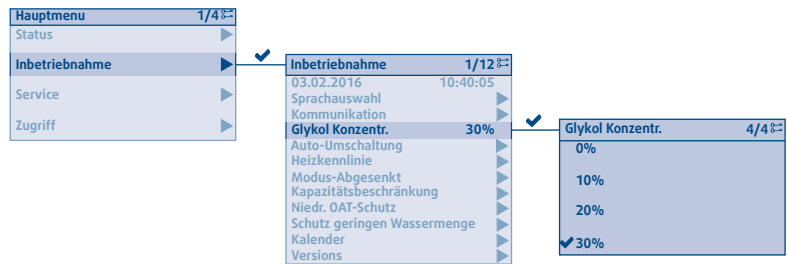 Hauptmenu 1/4
Status
Inbetriebnahme
Service
Zugriff
Inbetriebnahme 1/12
03.02.2016 10:40:05
Sprachauswahl
Kommunikation
Glykol Konzentr. 30%
Auto-Umschaltung
Heizkennlinie
Modus-Abgesenkt
Kapazitätsbeschränkung
Niedr. OAT-Schutz
Schutz geringen Wassermenge
Kalender
Versions
Glykol Konzentr. 4/4
0%
10%
20%
30%